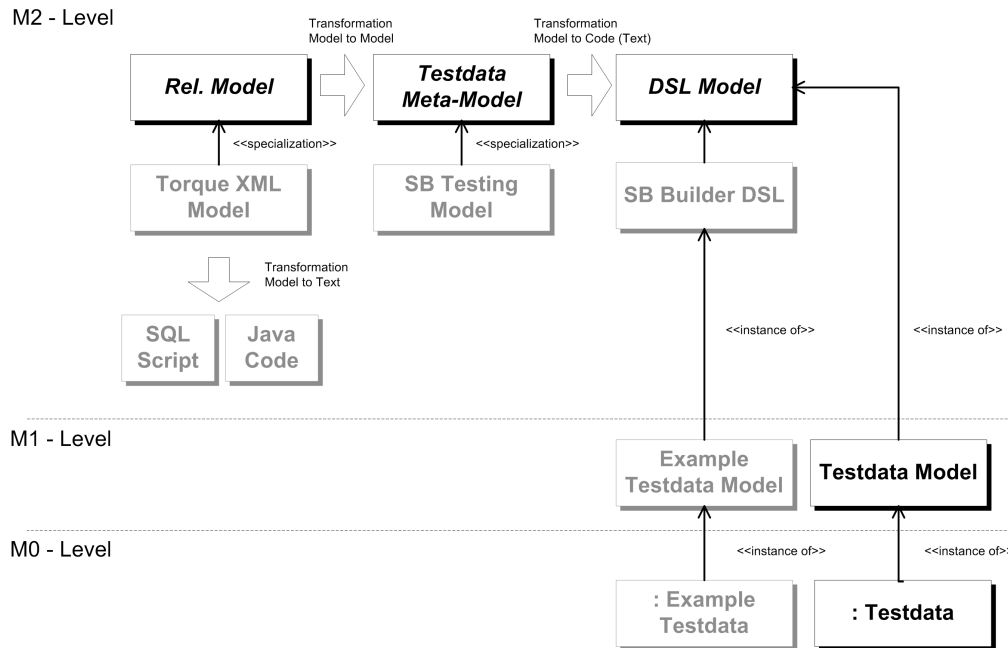 M2 - Level
Transformation
Model to Model
Transformation
Model to Code (Text)
Rel. Model
Testdata
Meta-Model
DSL Model
<<specialization>>
<<specialization>>
Torque XML
Model
SB Testing
Model
SB Builder DSL
Transformation
Model to Text
SQL
Script
Java
Code
<<instance of>>
<<instance of>>
M1 - Level
Example
Testdata Model
Testdata Model
M0 - Level
<<instance of>>
<<instance of>
: Example
Testdata
: Testdata